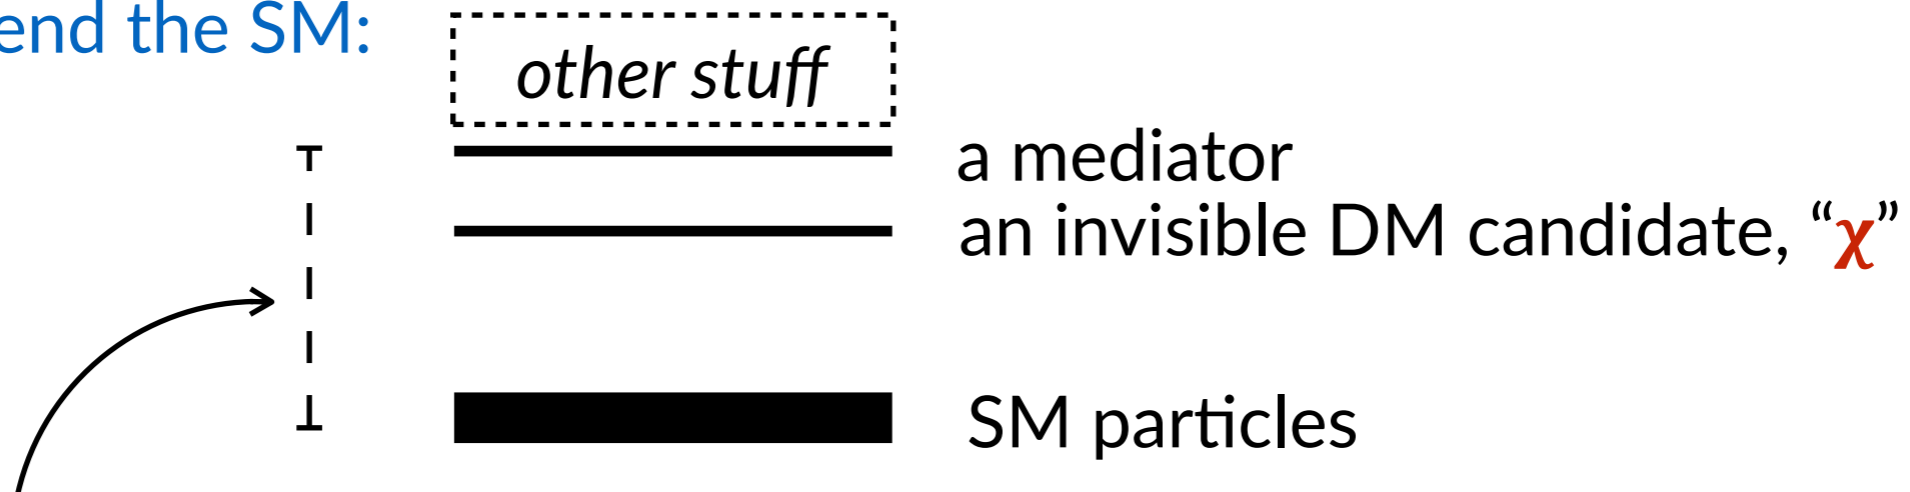 end the SM:
other stuff
a mediator
an invisible DM candidate, “χ”
SM particles